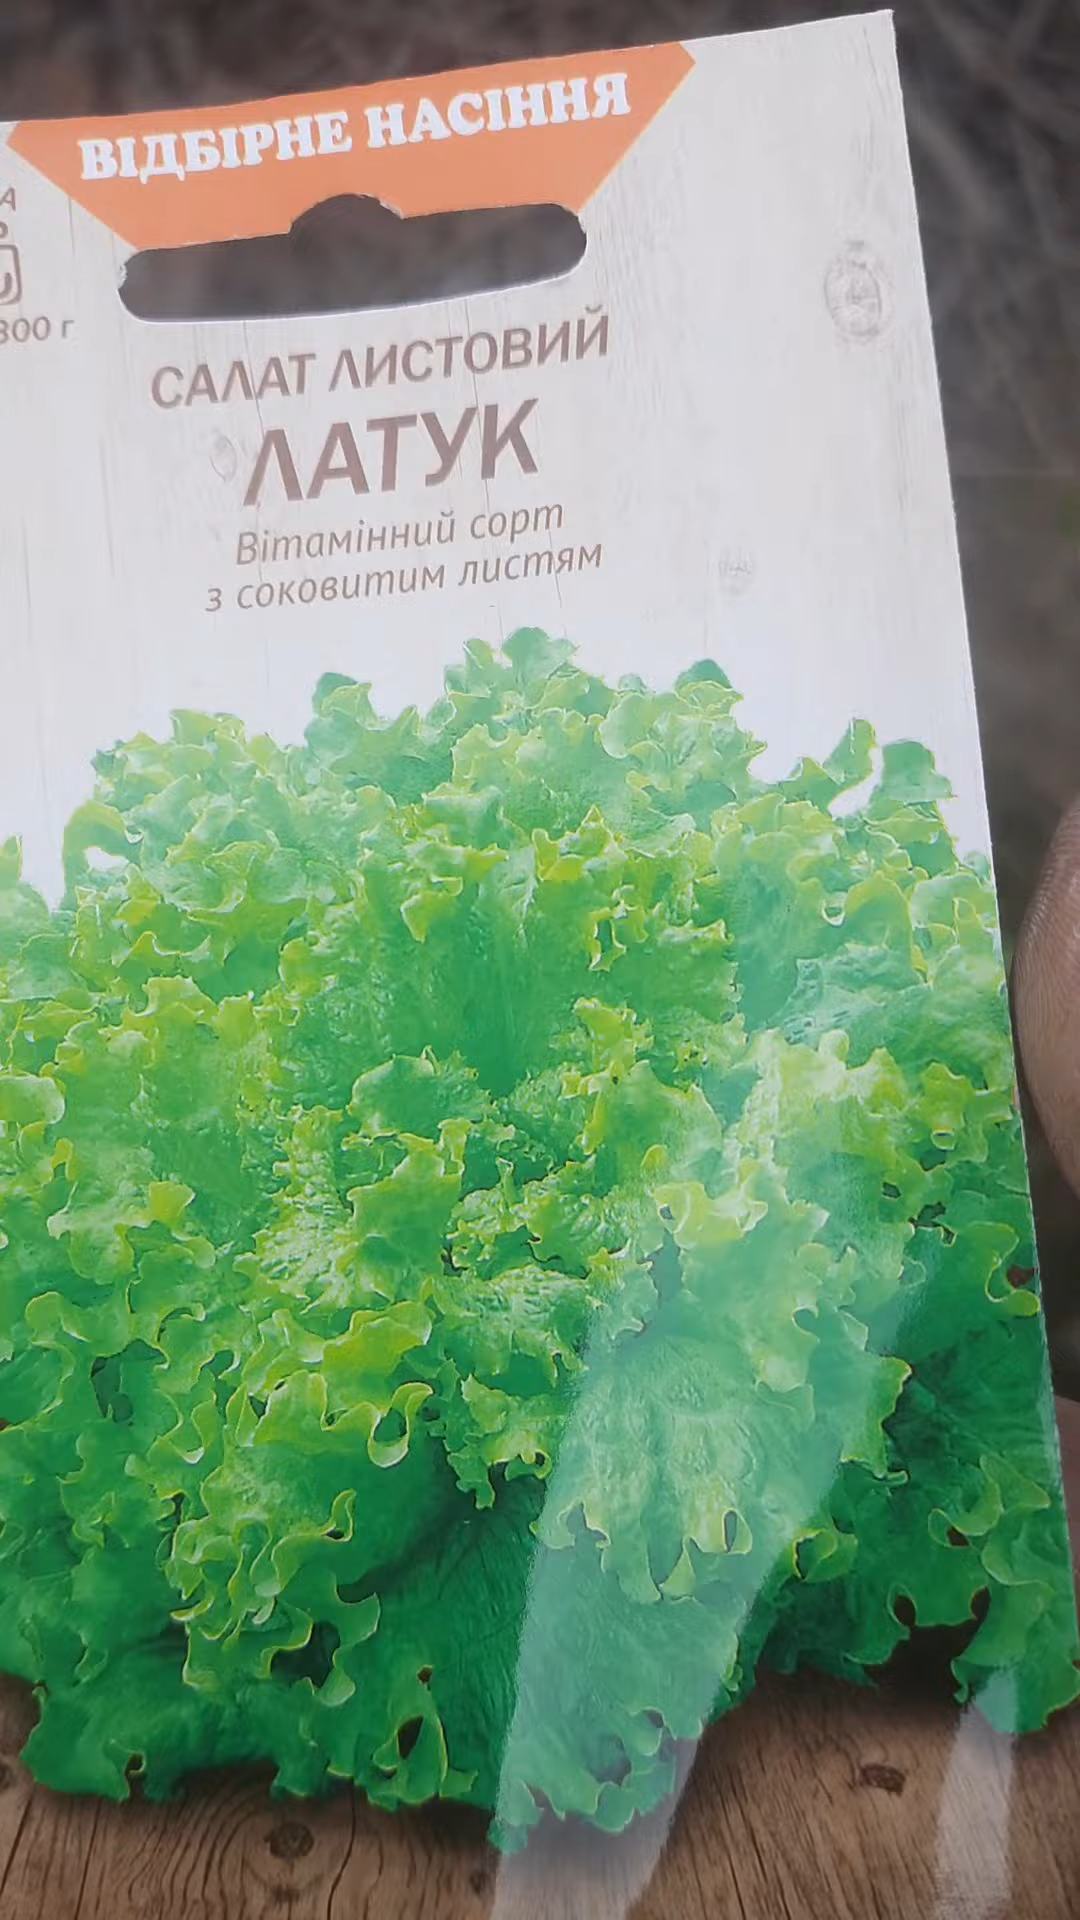 ВІДБІРНЕ НАСІННЯ
300 г
САЛАТ ЛИСТОВИЙ
ЛАТУК
Вітамінний сорт
з соковитим листям